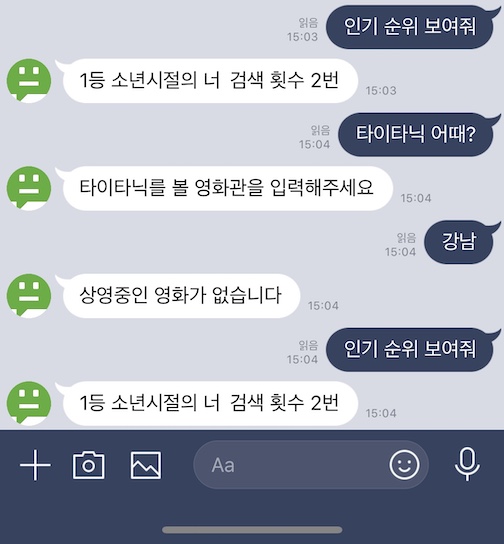 인기 순위 보여줘
읽음
15:03
1등 소년시절의 너 검색 횟수 2번
15:03
타이타닉 어때?
읽음
15:04
타이타닉를 볼 영화관을 입력해주세요
15:04
강남
읽음
15:04
상영중인 영화가 없습니다
15:04
인기 순위 보여줘
읽음
15:04
1등 소년시절의 너 검색 횟수 2번
15:04
Aa